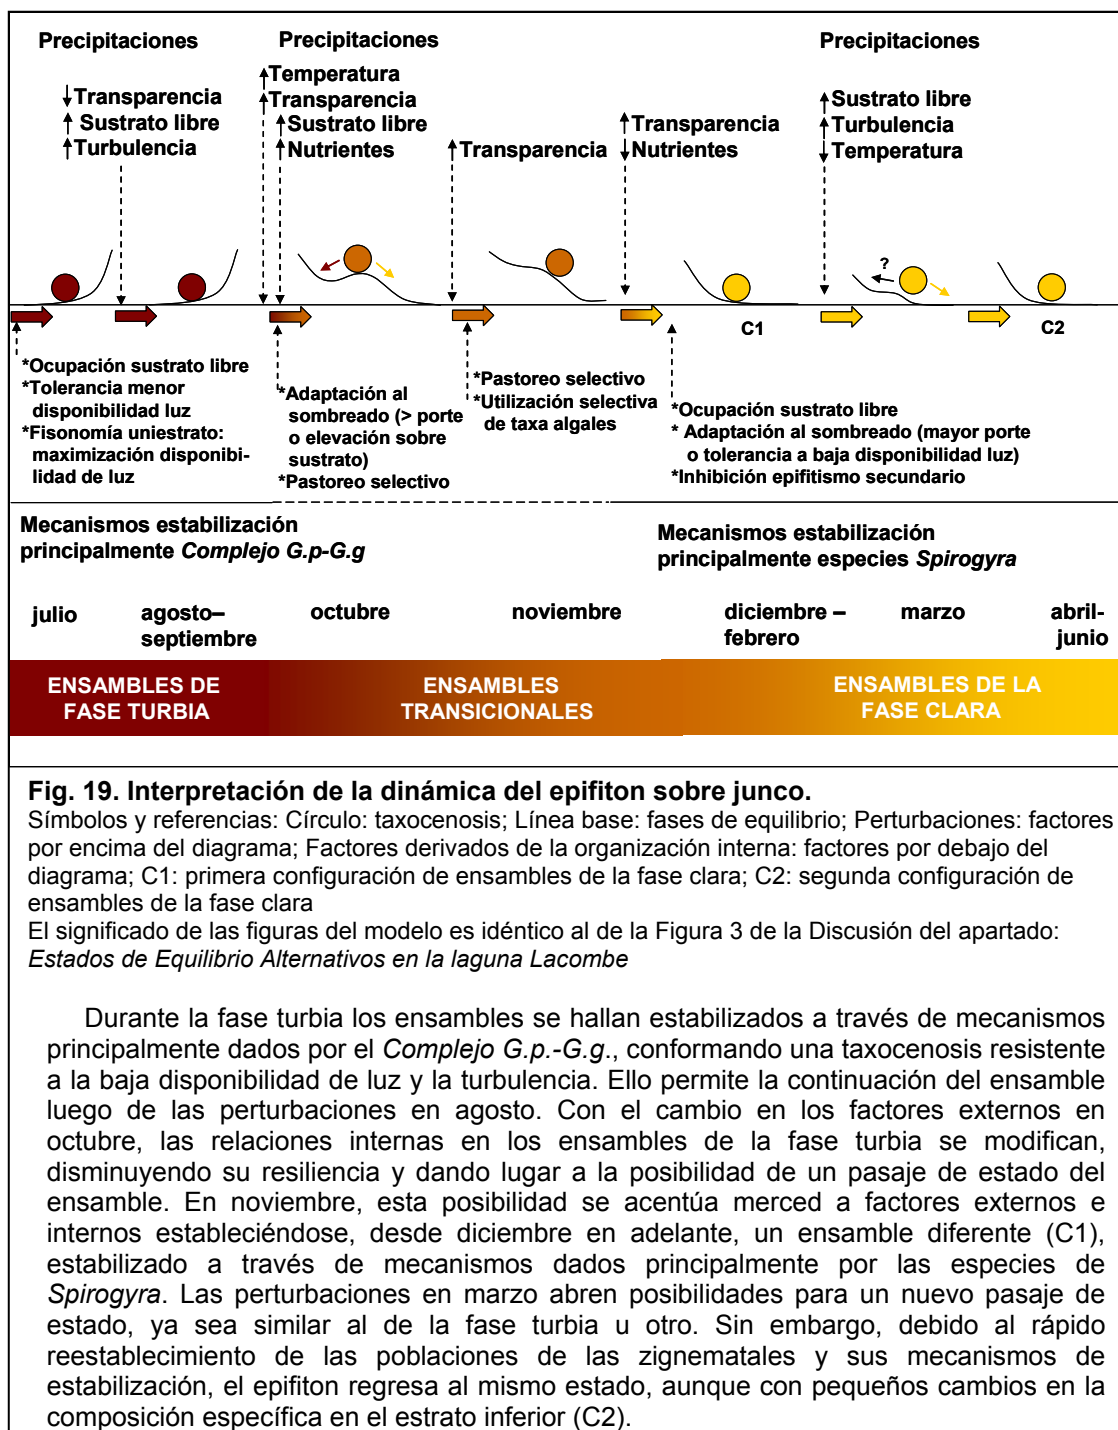 Precipitaciones
↓Transparencia
↑ Sustrato libre
↑Turbulencia
Precipitaciones
↑Temperatura
↑Transparencia
↑Sustrato libre
↑Nutrientes
↑Transparencia
↑Transparencia
↓Nutrientes
Precipitaciones
↑Sustrato libre
↑Turbulencia
↓Temperatura
?
C1
C2
*Ocupación sustrato libre
*Tolerancia menor
disponibilidad luz
*Fisonomía uniestrato:
maximización disponibi-
lidad de luz
*Adaptación al
sombreado (> porte
o elevación sobre
sustrato)
*Pastoreo selectivo
*Pastoreo selectivo
*Utilización selectiva
de taxa algales
*Ocupación sustrato libre
* Adaptación al sombreado (mayor porte
o tolerancia a baja disponibilidad luz)
*Inhibición epifitismo secundario
Mecanismos estabilización
principalmente Complejo G.p-G.g
Mecanismos estabilización
principalmente especies Spirogyra
julio
agosto–
septiembre
octubre
noviembre
diciembre –
febrero
marzo
abril-
junio
ENSAMBLES DE
FASE TURBIA
ENSAMBLES
TRANSICIONALES
ENSAMBLES DE LA
FASE CLARA
Fig. 19. Interpretación de la dinámica del epifiton sobre junco.
Símbolos y referencias: Círculo: taxocenosis; Línea base: fases de equilibrio; Perturbaciones: factores
por encima del diagrama; Factores derivados de la organización interna: factores por debajo del
diagrama; C1: primera configuración de ensambles de la fase clara; C2: segunda configuración de
ensambles de la fase clara
El significado de las figuras del modelo es idéntico al de la Figura 3 de la Discusión del apartado:
Estados de Equilibrio Alternativos en la laguna Lacombe
Durante la fase turbia los ensambles se hallan estabilizados a través de mecanismos
principalmente dados por el Complejo G.p.-G.g., conformando una taxocenosis resistente
a la baja disponibilidad de luz y la turbulencia. Ello permite la continuación del ensamble
luego de las perturbaciones en agosto. Con el cambio en los factores externos en
octubre, las relaciones internas en los ensambles de la fase turbia se modifican,
disminuyendo su resiliencia y dando lugar a la posibilidad de un pasaje de estado del
ensamble. En noviembre, esta posibilidad se acentúa merced a factores externos e
internos estableciéndose, desde diciembre en adelante, un ensamble diferente (C1),
estabilizado a través de mecanismos dados principalmente por las especies de
Spirogyra. Las perturbaciones en marzo abren posibilidades para un nuevo pasaje de
estado, ya sea similar al de la fase turbia u otro. Sin embargo, debido al rápido
reestablecimiento de las poblaciones de las zignematales y sus mecanismos de
estabilización, el epifiton regresa al mismo estado, aunque con pequeños cambios en la
composición específica en el estrato inferior (C2).